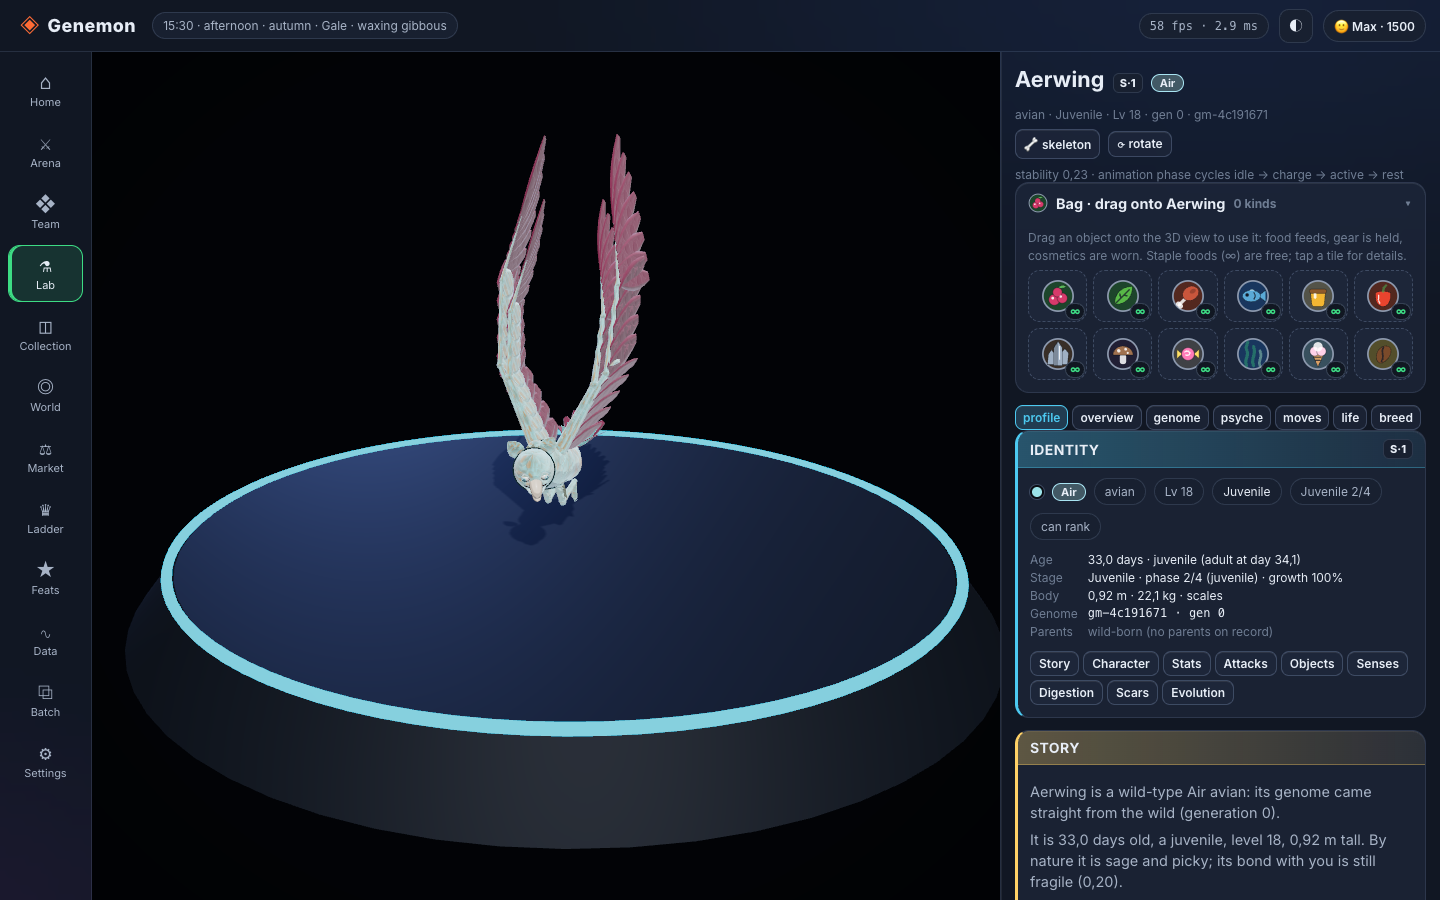 Genemon
15:30 · afternoon · autumn · Gale · waxing gibbous
58 fps · 2.9 ms
Max · 1500
Home
Arena
Team
Lab
Collection
World
Market
Ladder
Feats
Data
Batch
Settings
Aerwing S·1 Air
avian · Juvenile · Lv 18 · gen 0 · gm-4c191671
skeleton
rotate
stability 0,23 · animation phase cycles idle → charge → active → rest
Bag · drag onto Aerwing 0 kinds
Drag an object onto the 3D view to use it: food feeds, gear is held,
cosmetics are worn. Staple foods (∞) are free; tap a tile for details.
∞ ∞ ∞ ∞ ∞ ∞
∞ ∞ ∞ ∞ ∞ ∞
profile overview genome psyche moves life breed
IDENTITY S·1
Air avian Lv 18 Juvenile Juvenile 2/4
can rank
Age 33,0 days · juvenile (adult at day 34,1)
Stage Juvenile · phase 2/4 (juvenile) · growth 100%
Body 0,92 m · 22,1 kg · scales
Genome gm-4c191671 · gen 0
Parents wild-born (no parents on record)
Story Character Stats Attacks Objects Senses
Digestion Scars Evolution
STORY
Aerwing is a wild-type Air avian: its genome came
straight from the wild (generation 0).
It is 33,0 days old, a juvenile, level 18, 0,92 m tall. By
nature it is sage and picky; its bond with you is still
fragile (0,20).